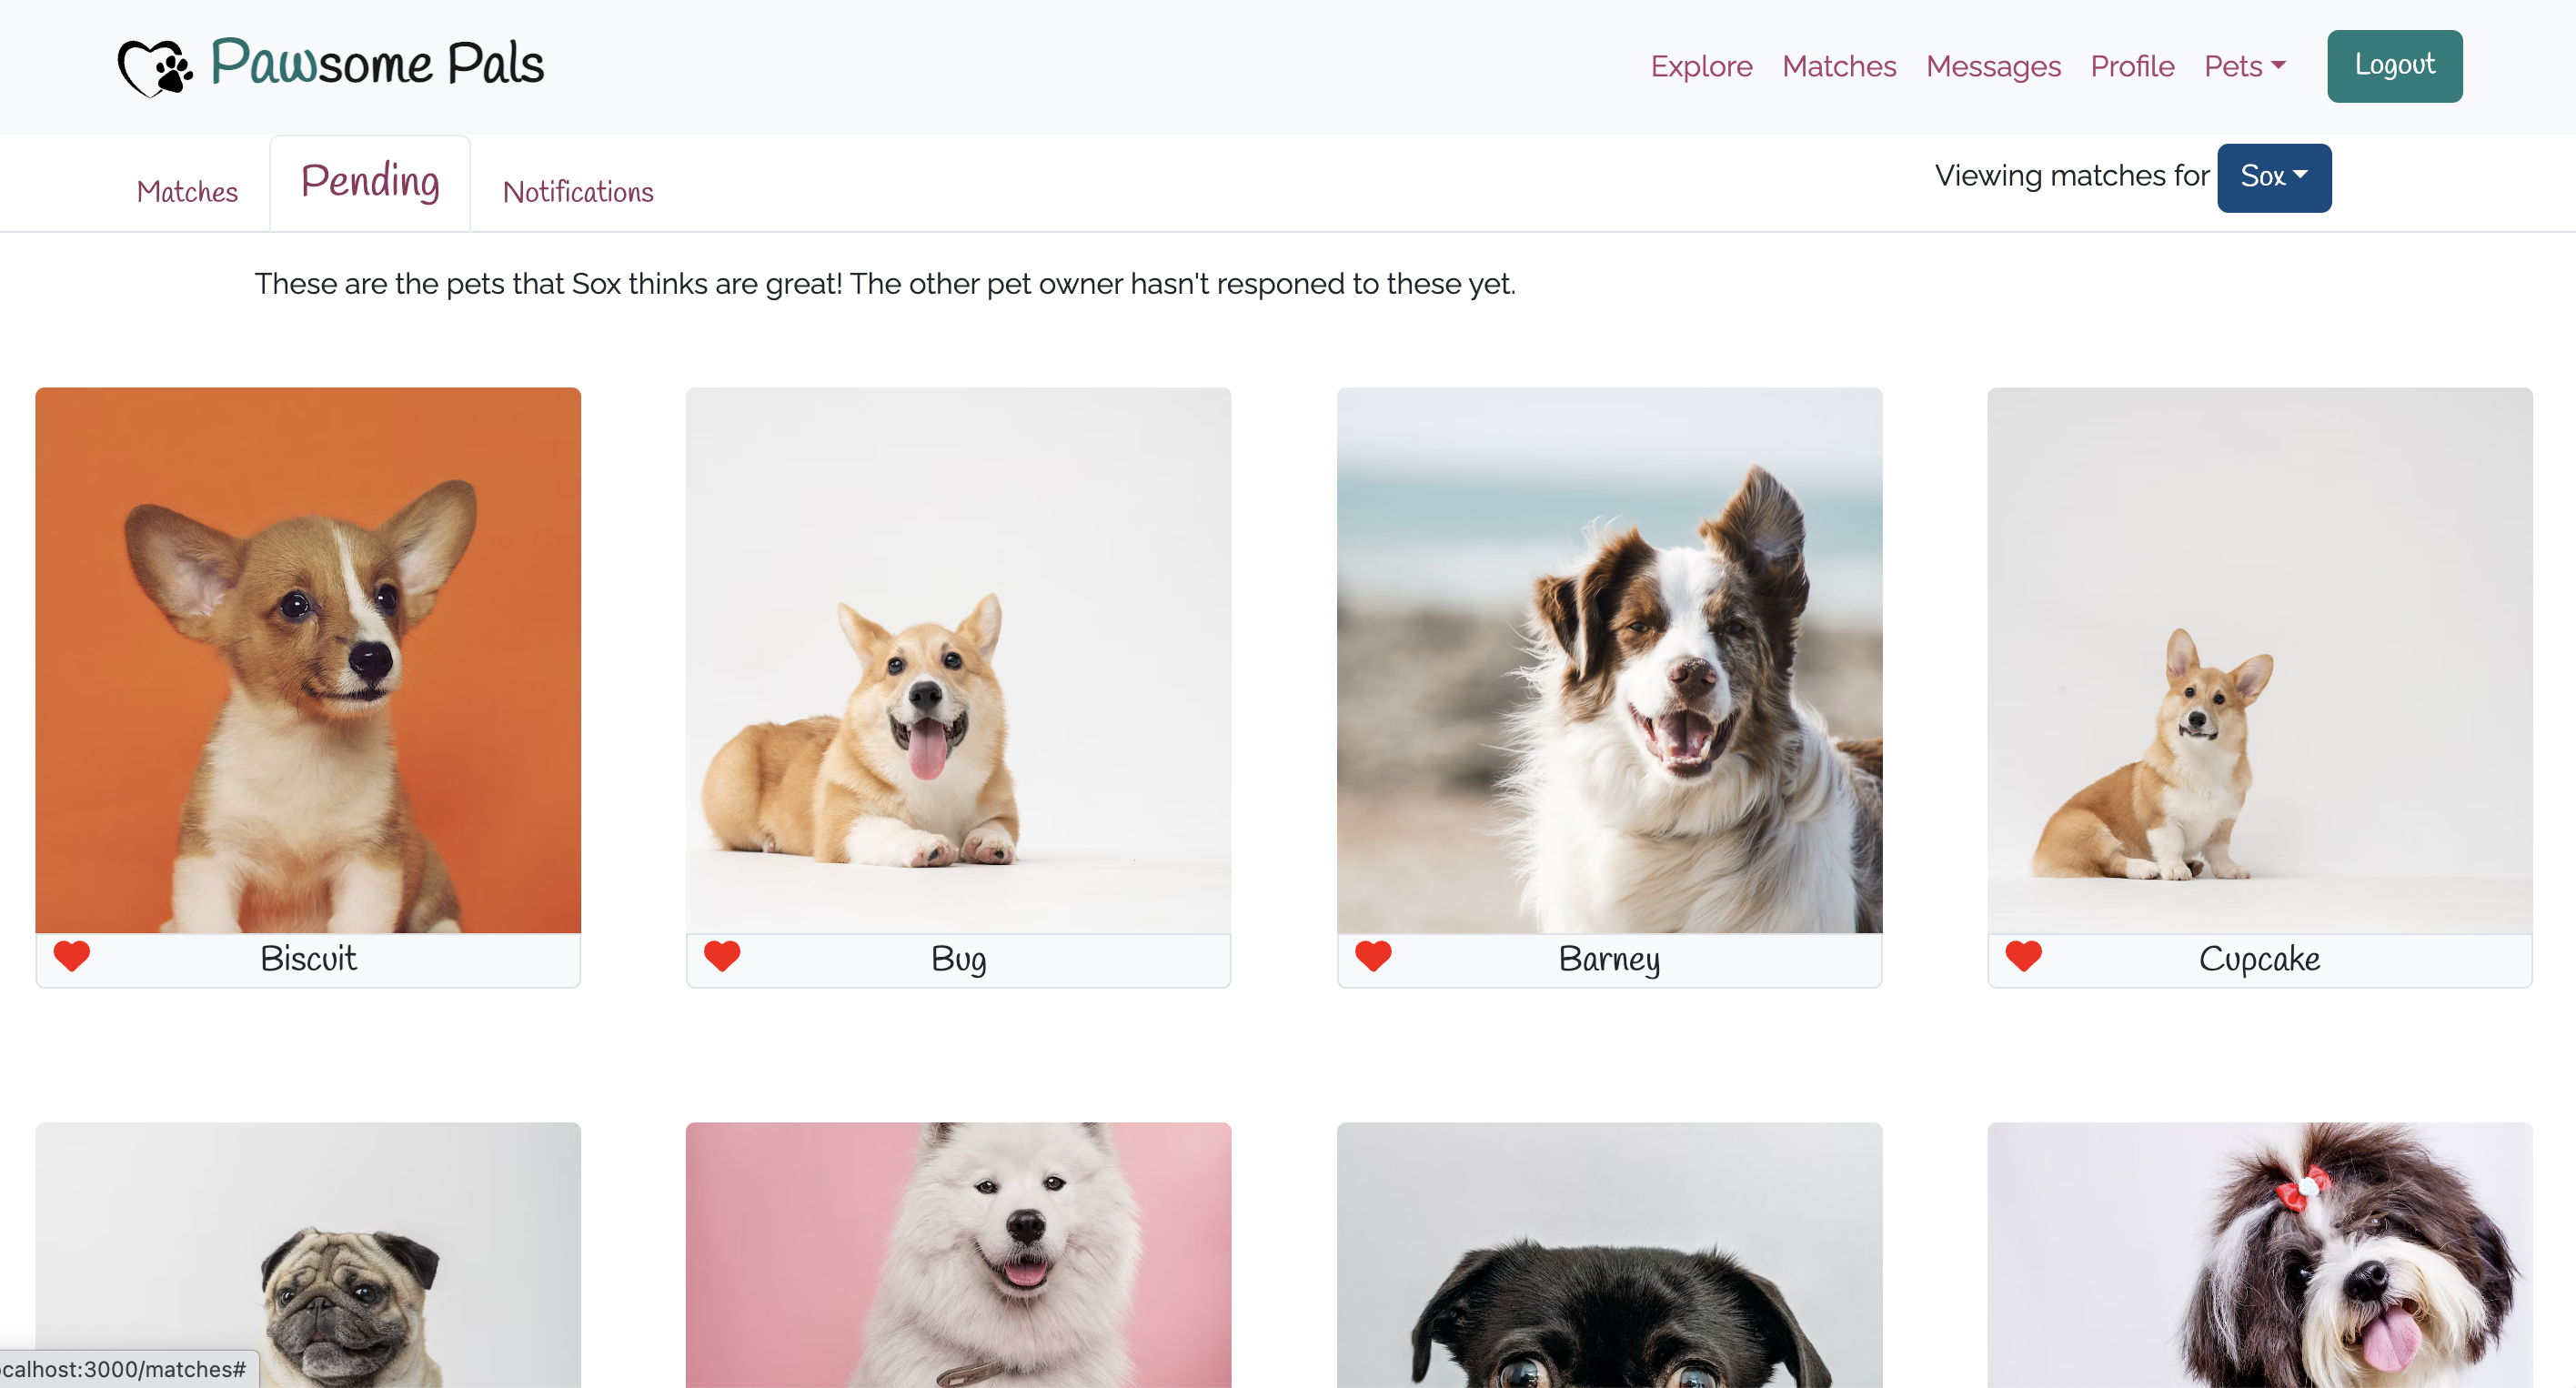 Pawsome Pals
Explore Matches Messages Profile Pets Logout
Matches Pending Notifications Viewing matches for Sox
These are the pets that Sox thinks are great! The other pet owner hasn't responed to these yet.
Biscuit Bug Barney Cupcake
ocalhost:3000/matches#